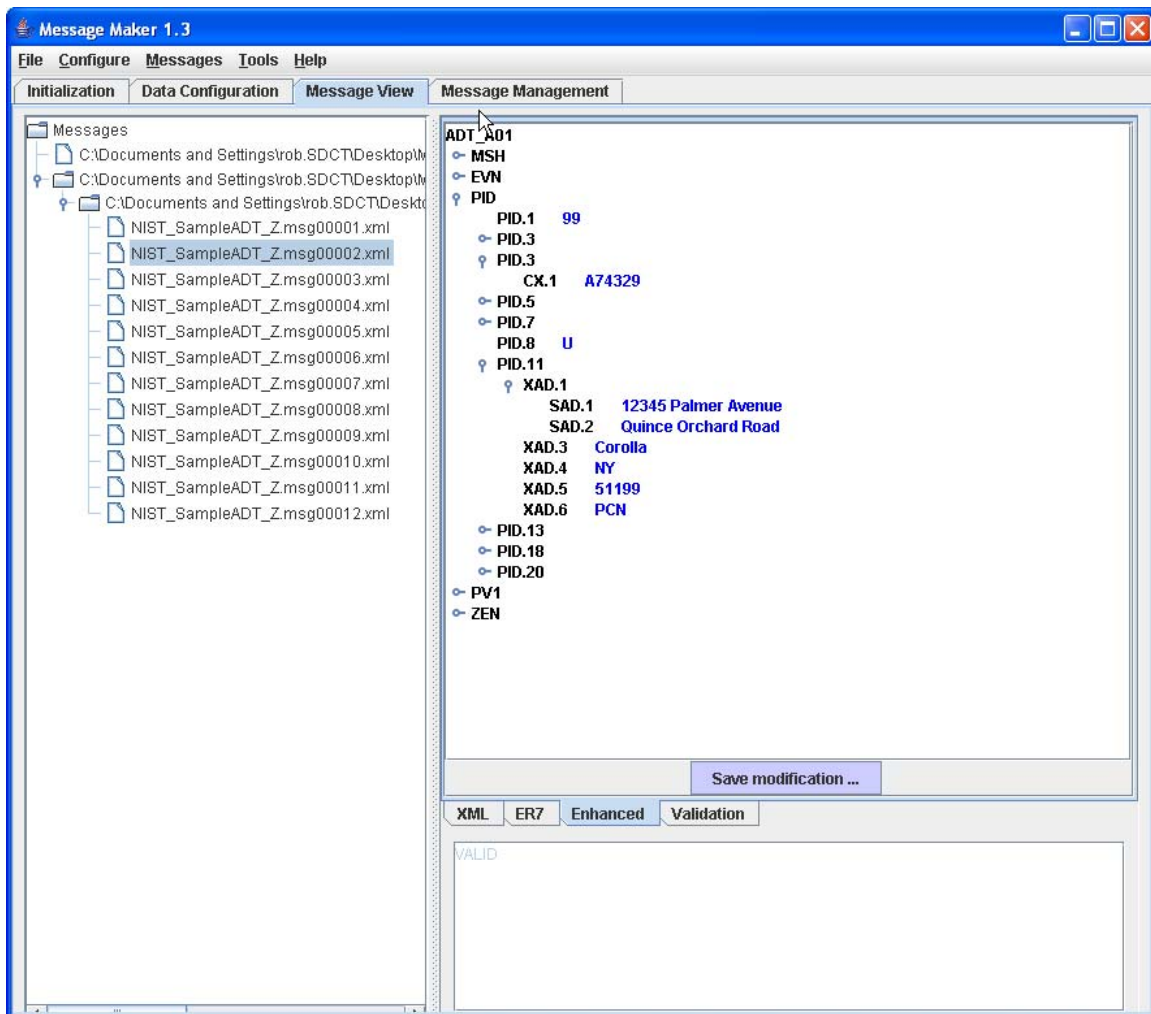 Message Maker 1.3
File Configure Messages Tools Help
Initialization Data Configuration Message View Message Management
Messages
C:\Documents and Settings\rob.SDCT\Desktop\
C:\Documents and Settings\rob.SDCT\Desktop\
C:\Documents and Settings\rob.SDCT\Deskto
NIST_SampleADT_Z.msg00001.xml
NIST_SampleADT_Z.msg00002.xml
NIST_SampleADT_Z.msg00003.xml
NIST_SampleADT_Z.msg00004.xml
NIST_SampleADT_Z.msg00005.xml
NIST_SampleADT_Z.msg00006.xml
NIST_SampleADT_Z.msg00007.xml
NIST_SampleADT_Z.msg00008.xml
NIST_SampleADT_Z.msg00009.xml
NIST_SampleADT_Z.msg00010.xml
NIST_SampleADT_Z.msg00011.xml
NIST_SampleADT_Z.msg00012.xml
ADT_A01
MSH
EVN
PID
PID.1 99
PID.3
PID.3
CX.1 A74329
PID.5
PID.7
PID.8 U
PID.11
XAD.1
SAD.1 12345 Palmer Avenue
SAD.2 Quince Orchard Road
XAD.3 Corolla
XAD.4 NY
XAD.5 51199
XAD.6 PCN
PID.13
PID.18
PID.20
PV1
ZEN
Save modification ...
XML ER7 Enhanced Validation
VALID